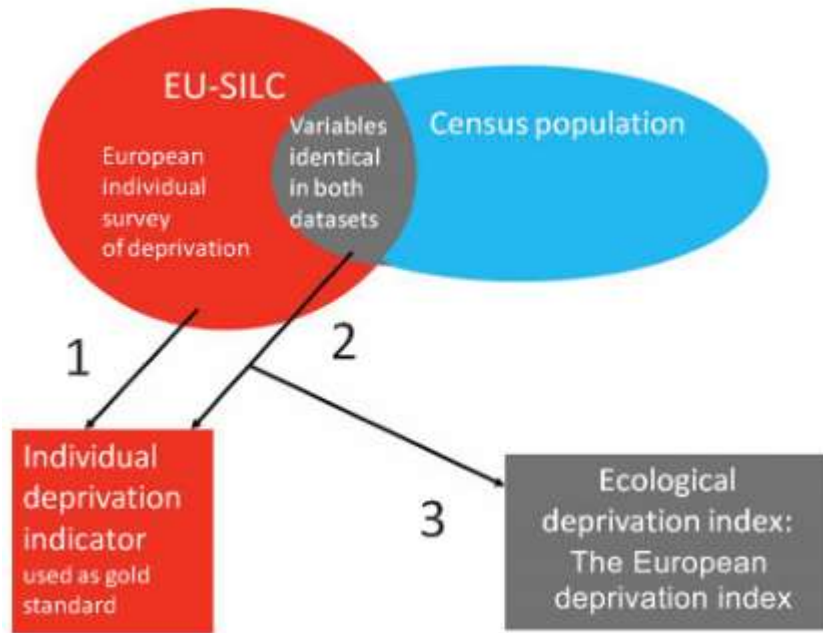 EU-SILC
European
individual
survey
of deprivation
Variables
identical
in both
datasets
Census population
1
2
3
Individual
deprivation
indicator
used as gold
standard
Ecological
deprivation index:
The European
deprivation index